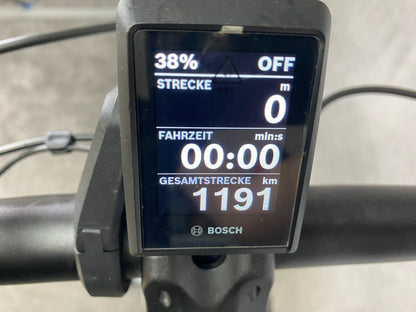 38% OFF
STRECKE m
0
FAHRZEIT min:s
00:00
GESAMTSTRECKE km
1191
BOSCH